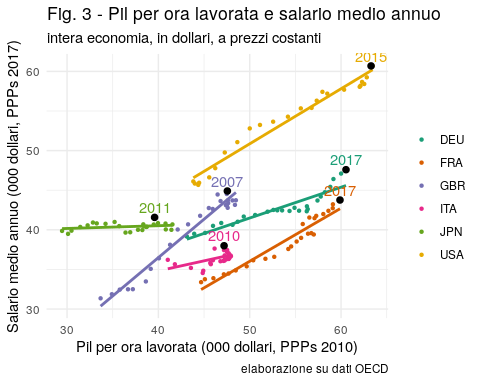 Fig. 3 - Pil per ora lavorata e salario medio annuo
intera economia, in dollari, a prezzi costanti
Salario medio annuo (000 dollari, PPPs 2017)
60
50
40
30
2015
2017
2007
2017
2011
2010
DEU
FRA
GBR
ITA
JPN
USA
30
40
50
60
Pil per ora lavorata (000 dollari, PPPs 2010)
elaborazione su dati OECD